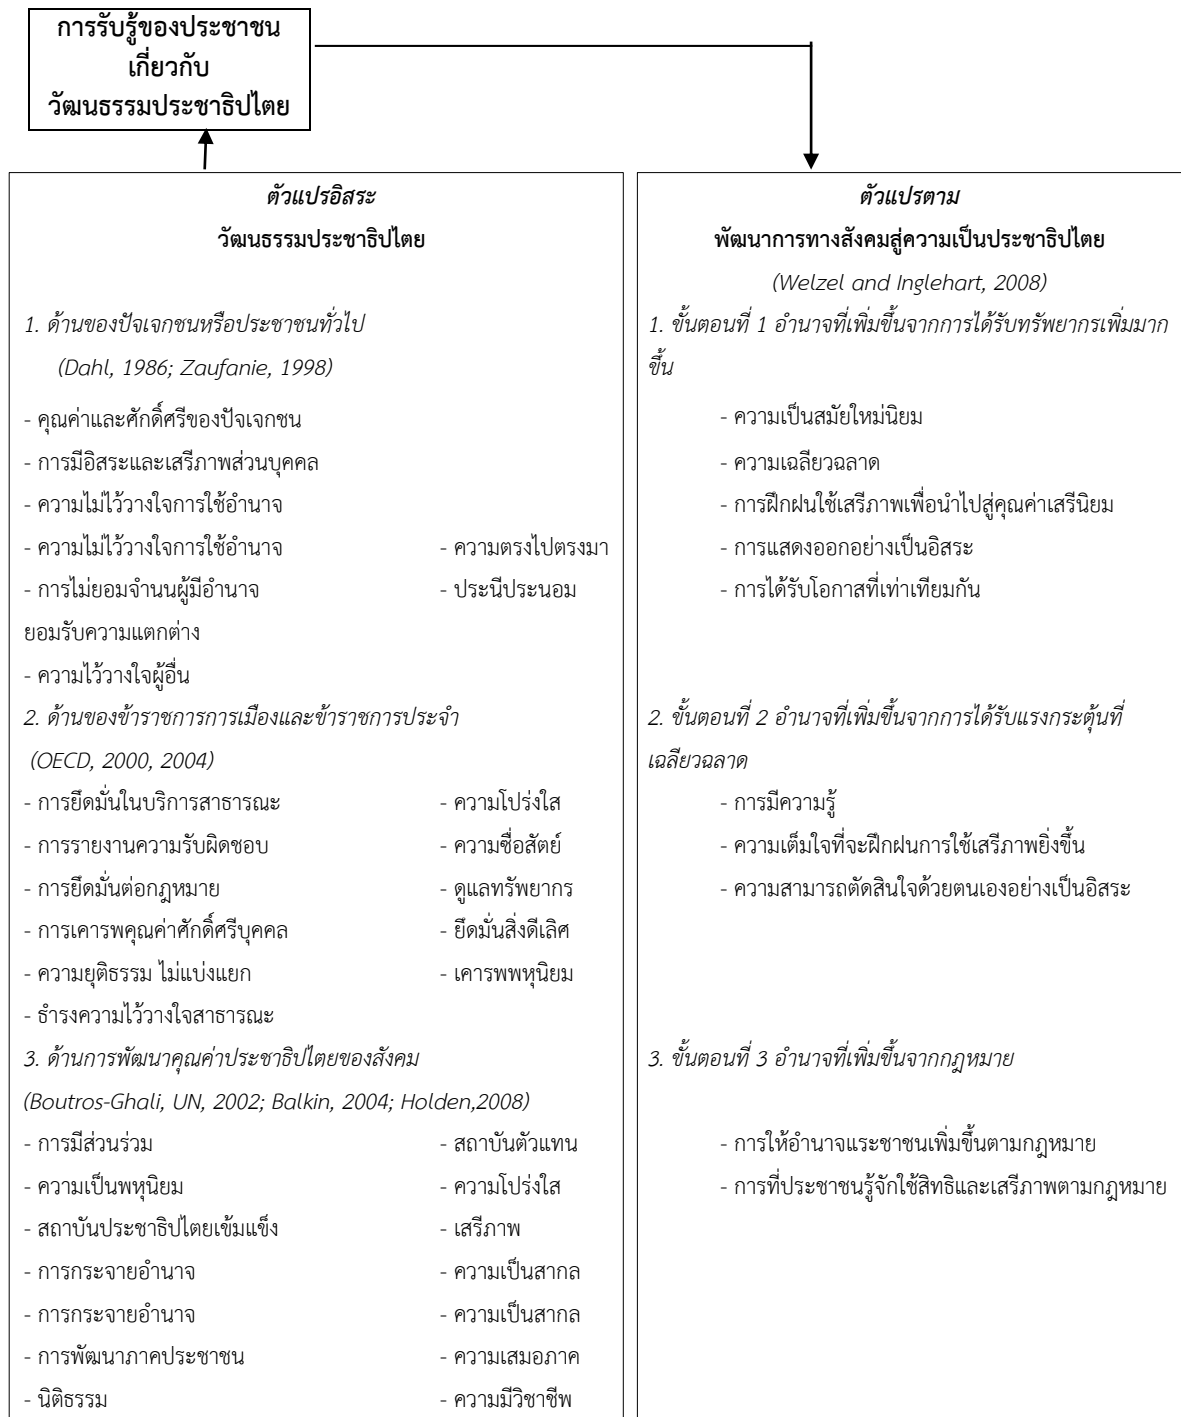 การรับรู้ของประชาชน
เกี่ยวกับ
วัฒนธรรมประชาธิปไตย
ตัวแปรอิสระ
วัฒนธรรมประชาธิปไตย
1. ด้านของปัจเจกชนหรือประชาชนทั่วไป
(Dahl, 1986; Zaufanie, 1998)
- คุณค่าและศักดิ์ศรีของปัจเจกชน
- การมีอิสระและเสรีภาพส่วนบุคคล
- ความไม่ไว้วางใจการใช้อำนาจ
- ความไม่ไว้วางใจการใช้อำนาจ - ความตรงไปตรงมา
- การไม่ยอมจำนนผู้มีอำนาจ - ประนีประนอม
ยอมรับความแตกต่าง
- ความไว้วางใจผู้อื่น
2. ด้านของข้าราชการการเมืองและข้าราชการประจำ
(OECD, 2000, 2004)
- การยึดมั่นในบริการสาธารณะ - ความโปร่งใส
- การรายงานความรับผิดชอบ - ความซื่อสัตย์
- การยึดมั่นต่อกฎหมาย - ดูแลทรัพยากร
- การเคารพคุณค่าศักดิ์ศรีบุคคล - ยึดมั่นสิ่งดีเลิศ
- ความยุติธรรม ไม่แบ่งแยก - เคารพพหุนิยม
- ธำรงความไว้วางใจสาธารณะ
3. ด้านการพัฒนาคุณค่าประชาธิปไตยของสังคม
(Boutros-Ghali, UN, 2002; Balkin, 2004; Holden,2008)
- การมีส่วนร่วม - สถาบันตัวแทน
- ความเป็นพหุนิยม - ความโปร่งใส
- สถาบันประชาธิปไตยเข้มแข็ง - เสรีภาพ
- การกระจายอำนาจ - ความเป็นสากล
- การกระจายอำนาจ - ความเป็นสากล
- การพัฒนาภาคประชาชน - ความเสมอภาค
- นิติธรรม - ความมีวิชาชีพ
ตัวแปรตาม
พัฒนาการทางสังคมสู่ความเป็นประชาธิปไตย
(Welzel and Inglehart, 2008)
1. ขั้นตอนที่ 1 อำนาจที่เพิ่มขึ้นจากการได้รับทรัพยากรเพิ่มมาก
ขึ้น
- ความเป็นสมัยใหม่นิยม
- ความเฉลียวฉลาด
- การฝึกฝนใช้เสรีภาพเพื่อนำไปสู่คุณค่าเสรีนิยม
- การแสดงออกอย่างเป็นอิสระ
- การได้รับโอกาสที่เท่าเทียมกัน
2. ขั้นตอนที่ 2 อำนาจที่เพิ่มขึ้นจากการได้รับแรงกระตุ้นที่
เฉลียวฉลาด
- การมีความรู้
- ความเต็มใจที่จะฝึกฝนการใช้เสรีภาพยิ่งขึ้น
- ความสามารถตัดสินใจด้วยตนเองอย่างเป็นอิสระ
3. ขั้นตอนที่ 3 อำนาจที่เพิ่มขึ้นจากกฎหมาย
- การให้อำนาจแระชาชนเพิ่มขึ้นตามกฎหมาย
- การที่ประชาชนรู้จักใช้สิทธิและเสรีภาพตามกฎหมาย